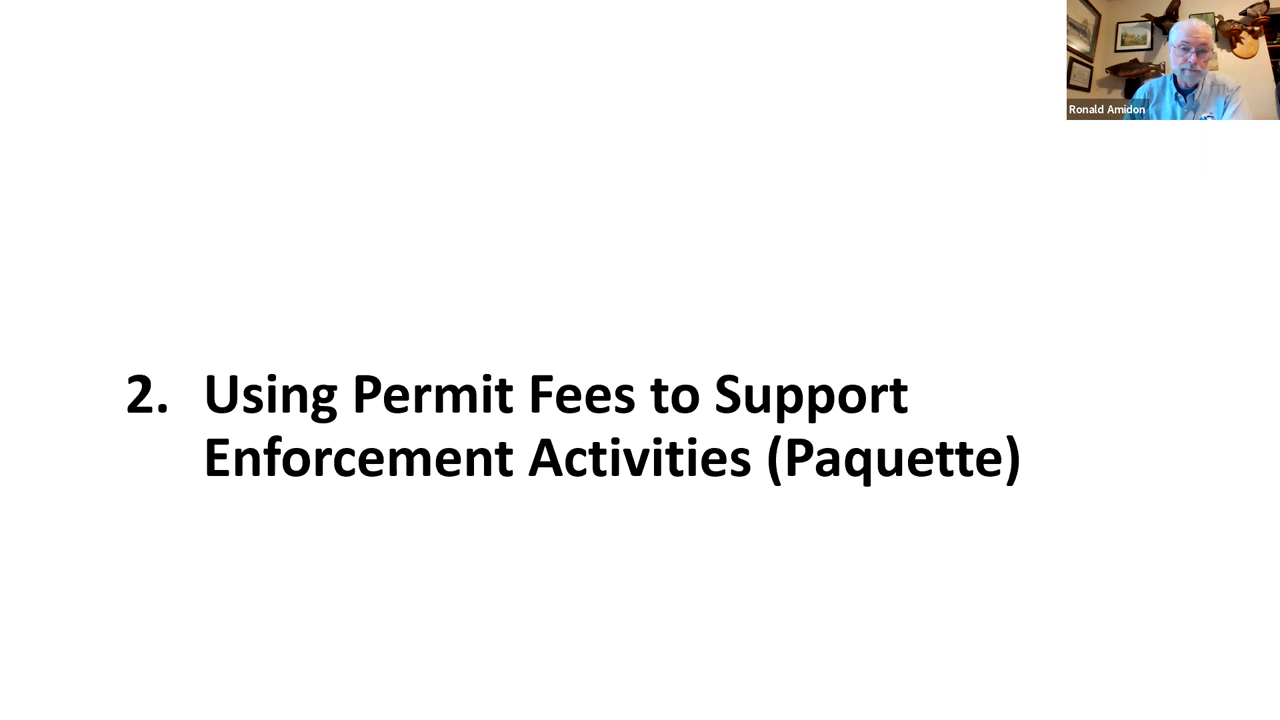 Ronald Amidon
2. Using Permit Fees to Support
Enforcement Activities (Paquette)